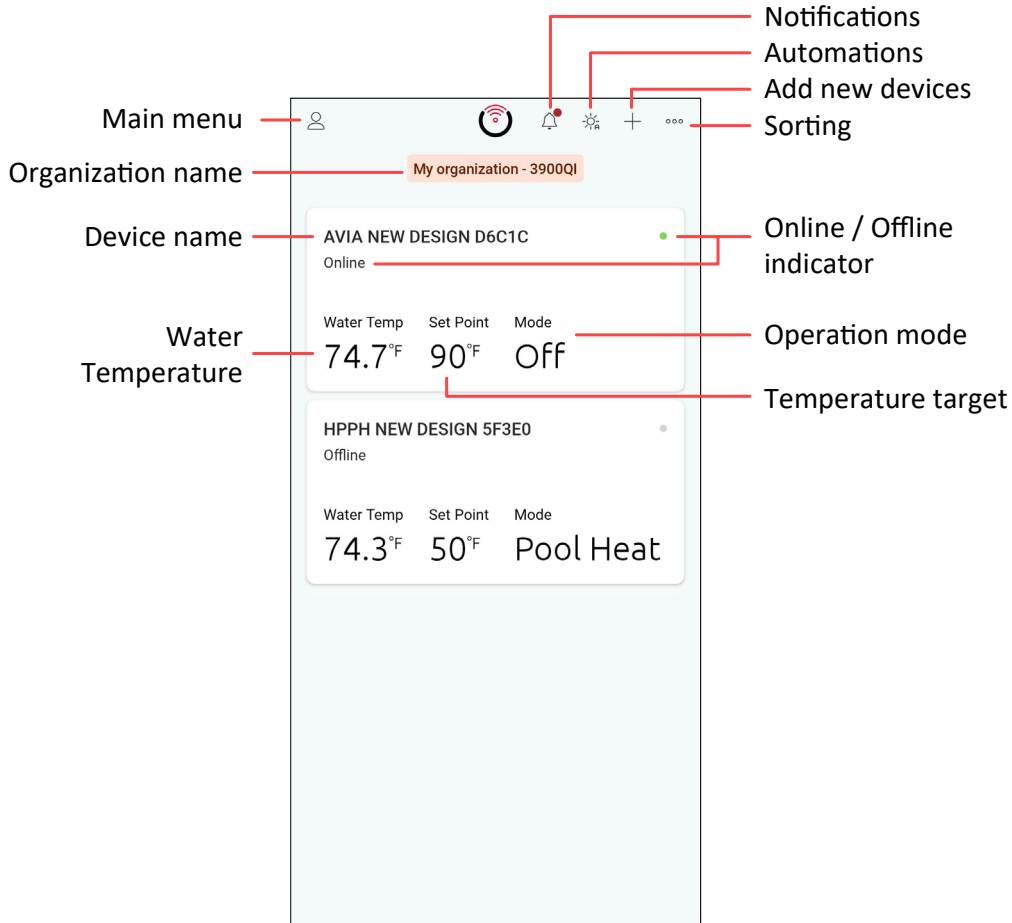 Notifications
Automations
Add new devices
Main menu
Sorting
Organization name
My organization - 3900QI
Device name
AVIA NEW DESIGN D6C1C
Online
Online / Offline
indicator
Water
Temperature
Water Temp Set Point Mode
74.7°F 90°F Off
Operation mode
Temperature target
HPPH NEW DESIGN 5F3E0
Offline
Water Temp Set Point Mode
74.3°F 50°F Pool Heat